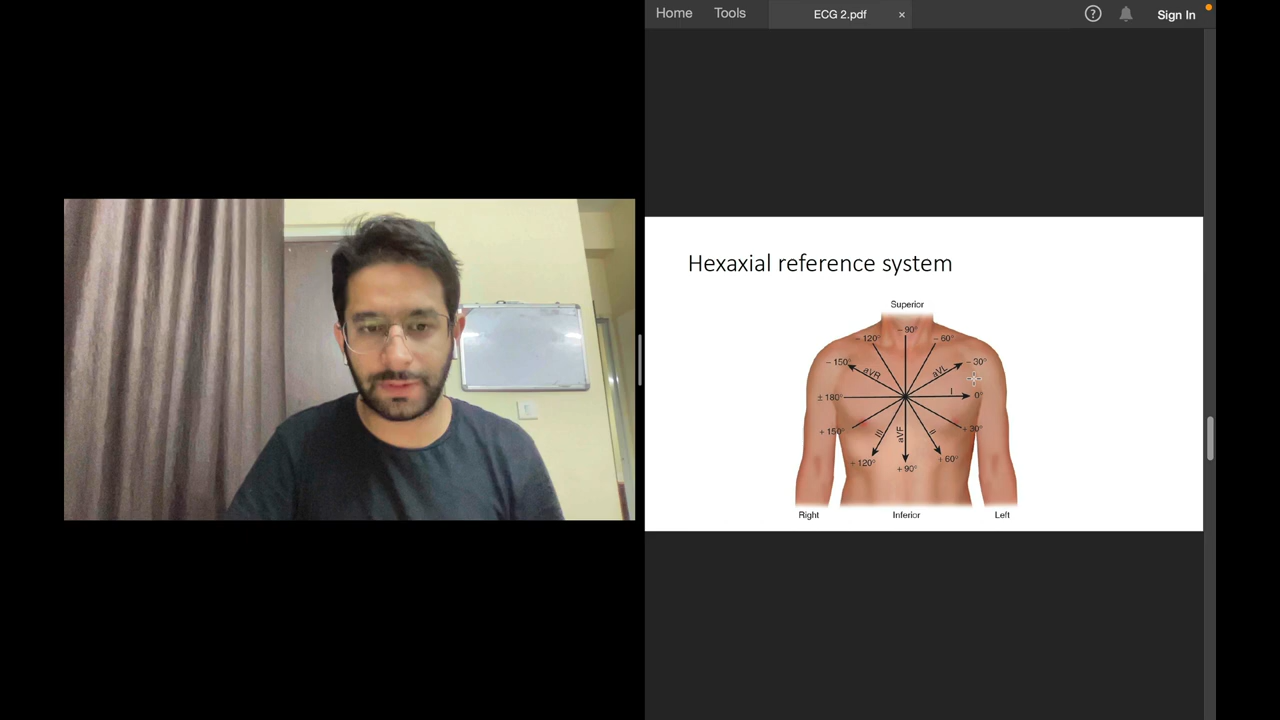 Home Tools ECG 2.pdf × ? Sign In
Hexaxial reference system
Superior
− 90°
− 120° − 60°
− 150° aVR aVL − 30°
± 180° I 0°
+ 150° III aVF II + 30°
+ 120° + 60°
+ 90°
Right Inferior Left